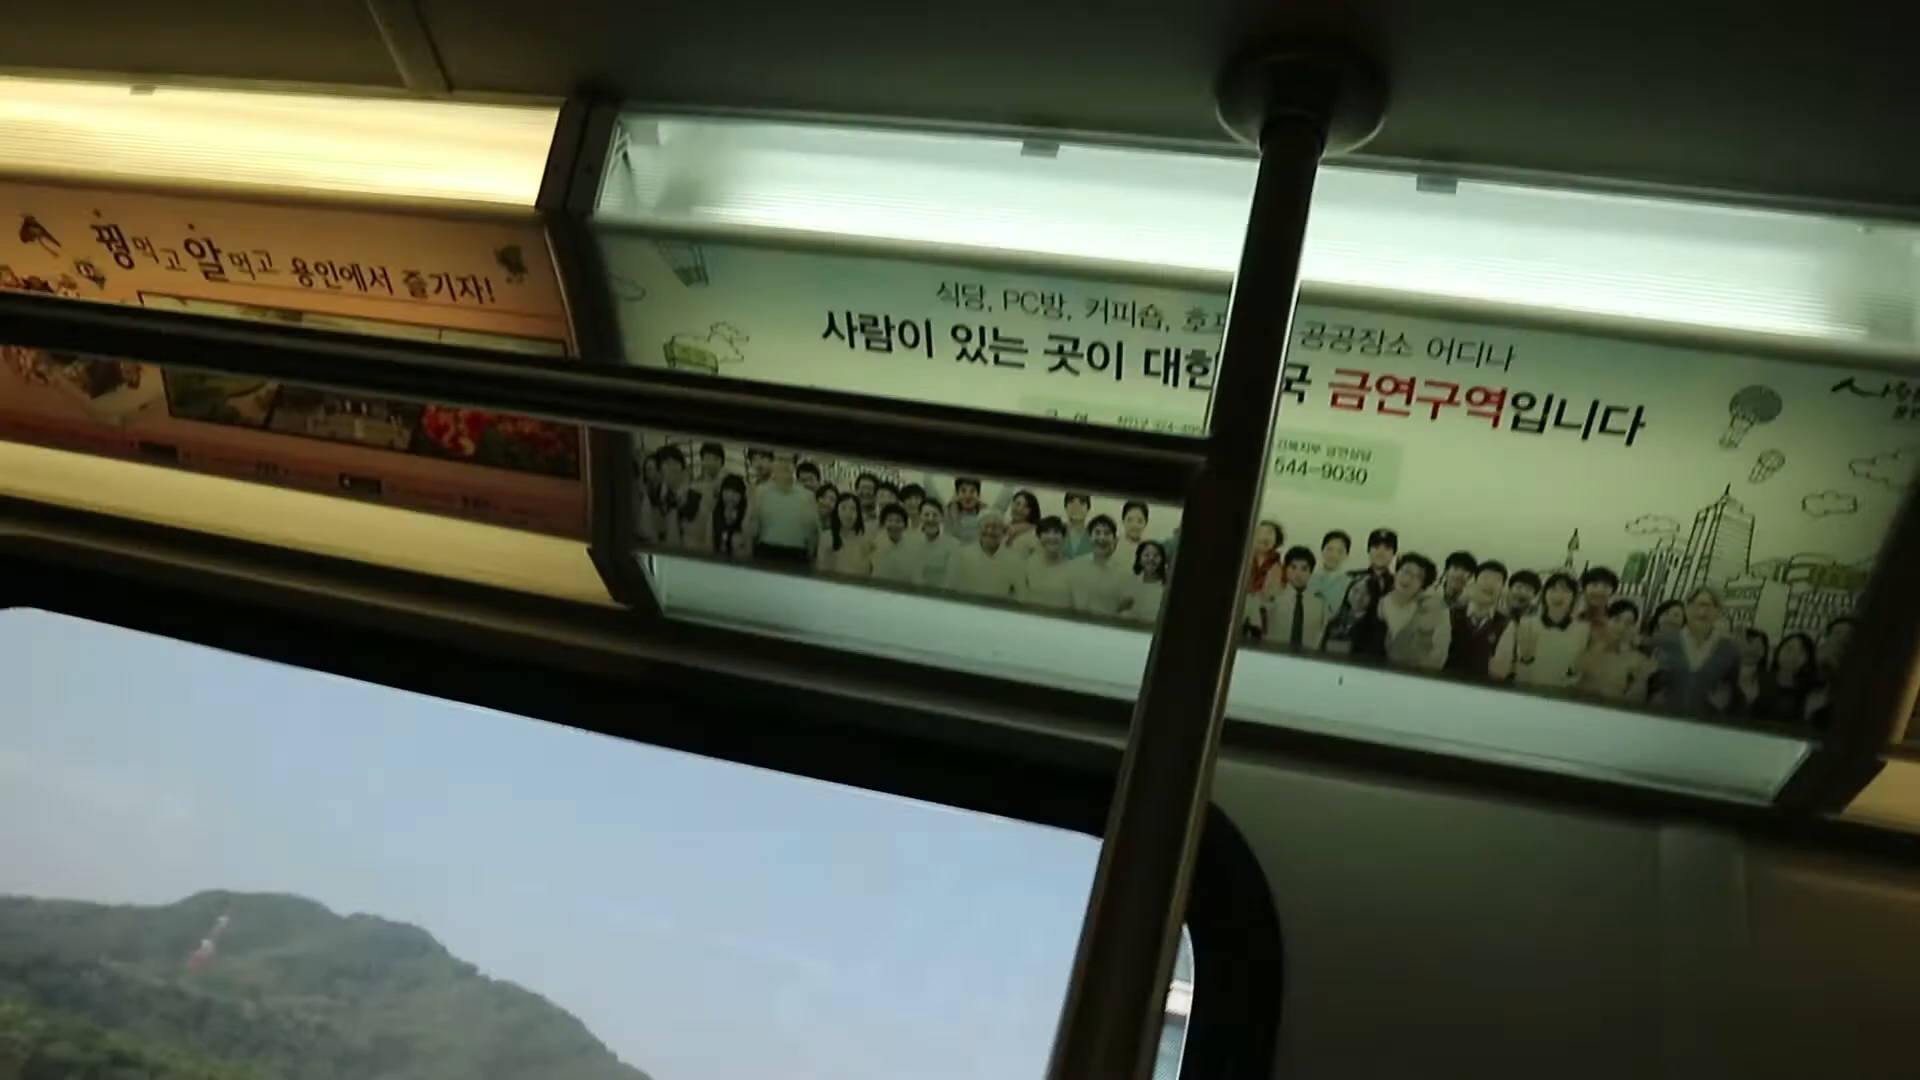 꿩먹고 알먹고 용인에서 즐기자!
식당, PC방, 커피숍, 호프 공공장소 어디나
사람이 있는 곳이 대한 국 금연구역입니다
544-9030